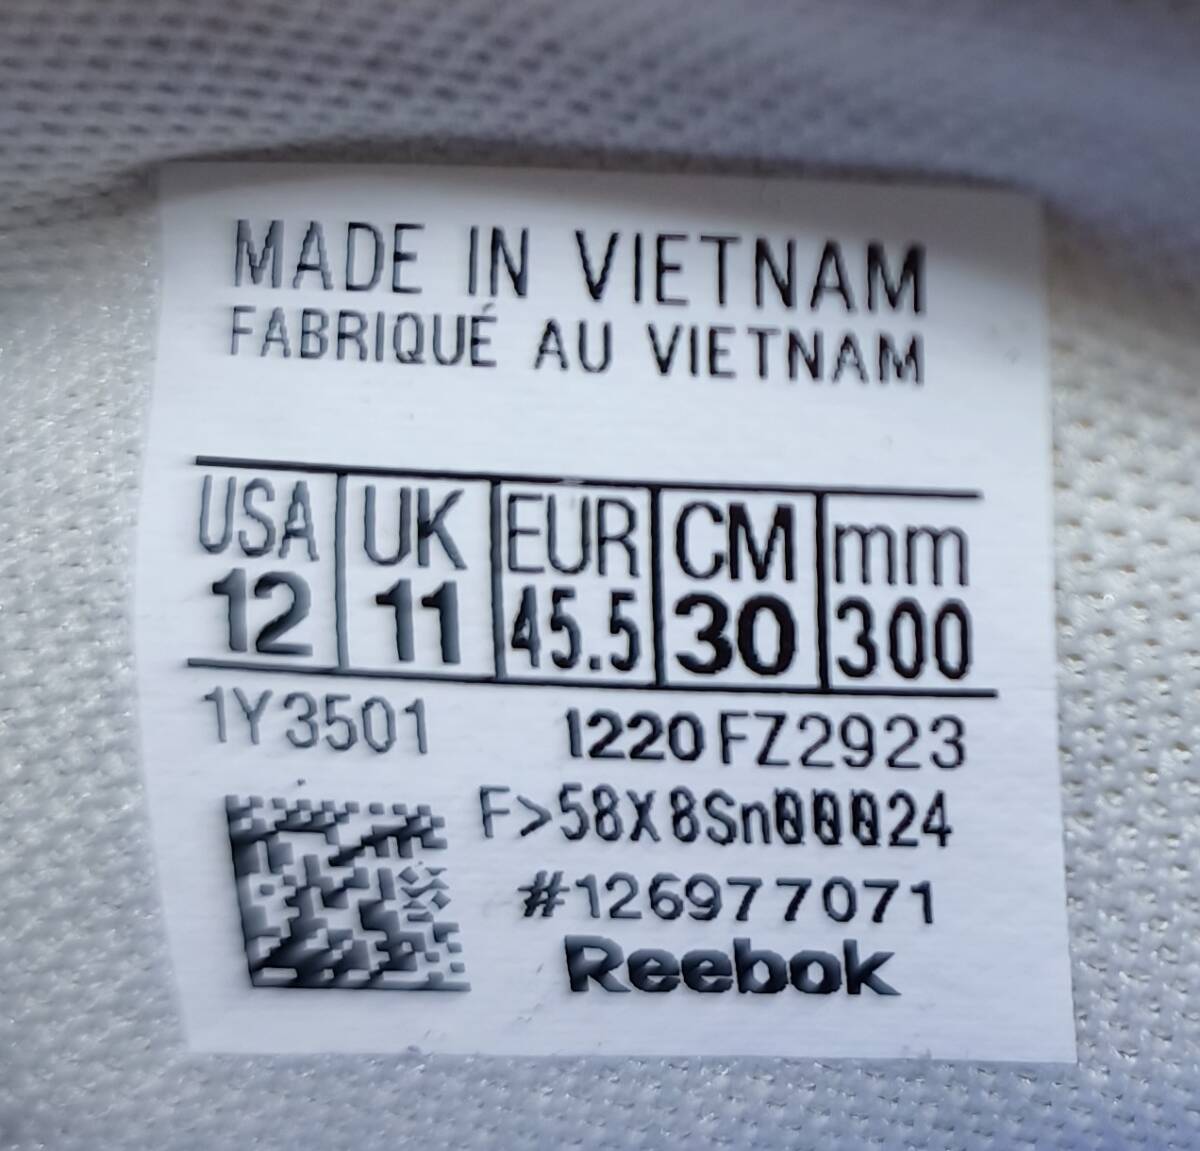 MADE IN VIETNAM
FABRIQUÉ AU VIETNAM
USA UK EUR CM mm
12 11 45.5 30 300
1Y3501 1220 FZ2923
F>58X8Sn00024
#126977071
Reebok